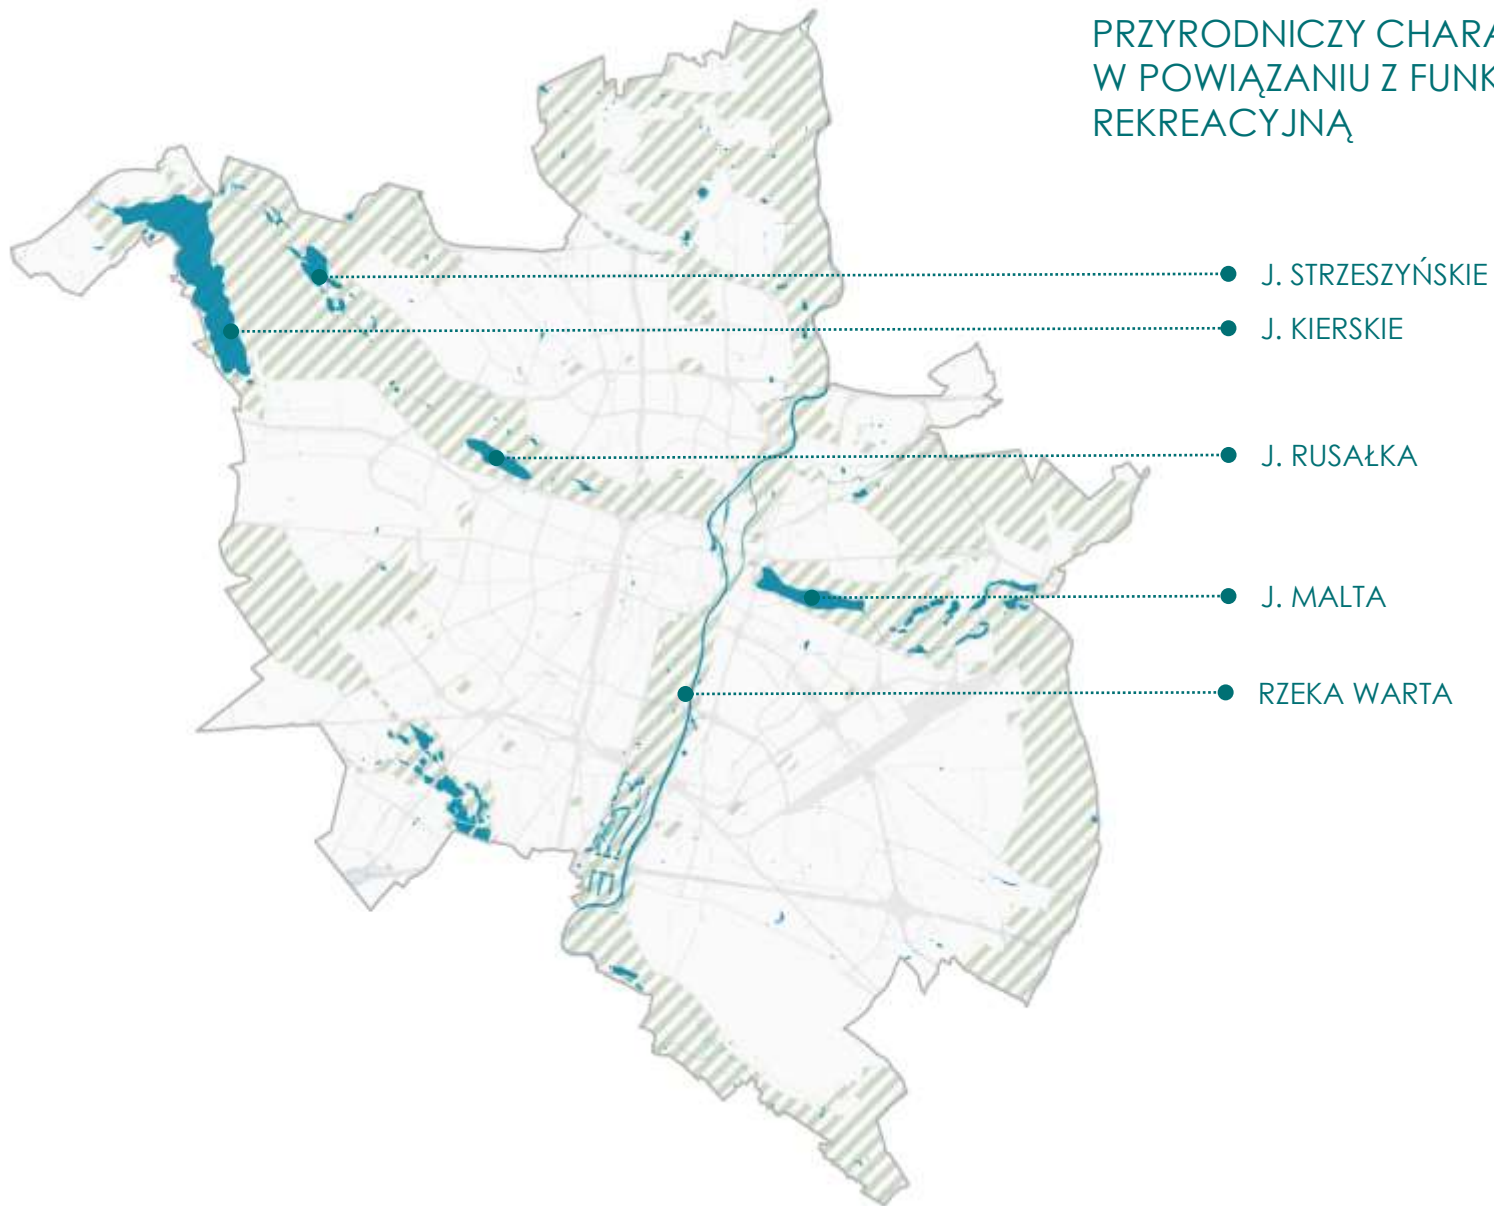 PRZYRODNICZY CHARA
W POWIĄZANIU Z FUNK
REKREACYJNĄ
J. STRZESZYŃSKIE
J. KIERSKIE
J. RUSAŁKA
J. MALTA
RZEKA WARTA